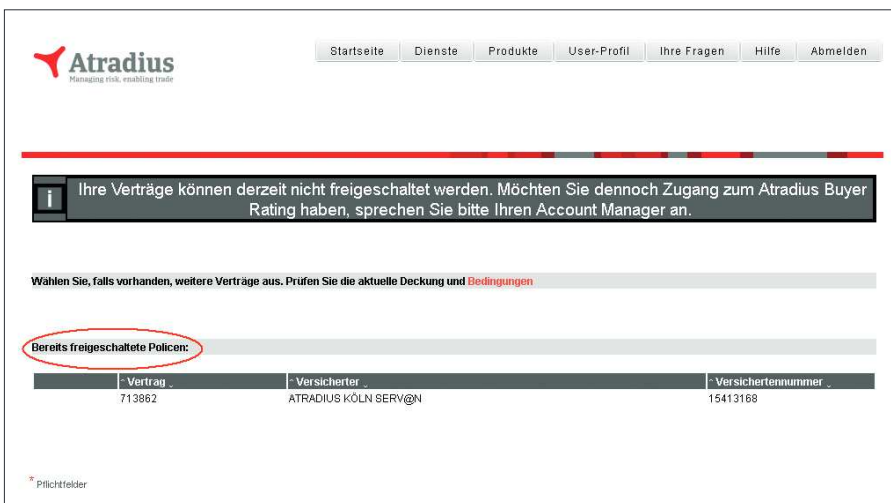 Atradius
Managing risk, enabling trade
Startseite
Dienste
Produkte
User-Profil
Ihre Fragen
Hilfe
Abmelden
i
Ihre Verträge können derzeit nicht freigeschaltet werden. Möchten Sie dennoch Zugang zum Atradius Buyer
Rating haben, sprechen Sie bitte Ihren Account Manager an.
Wählen Sie, falls vorhanden, weitere Verträge aus. Prüfen Sie die aktuelle Deckung und Bedingungen
Bereits freigeschaltete Policen:
Vertrag Versicherter Versichertennummer
713862 ATRADIUS KÖLN SERV@N 15413168
* Pflichtfelder